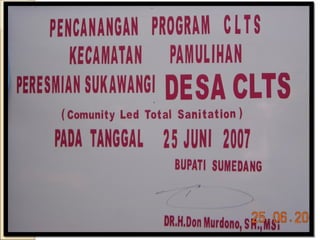 PENCANANGAN PROGRAM CLTS
KECAMATAN PAMULIHAN
PERESMIAN SUKAWANGI DESA CLTS
(Comunity Led Total Sanitation)
PADA TANGGAL 25 JUNI 2007
BUPATI SUMEDANG
DR.H.Don Murdono, SH.,MSi
25.06.20